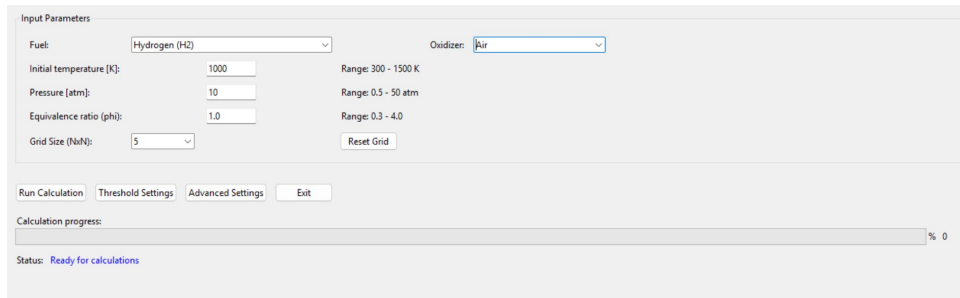 Input Parameters
Fuel: Hydrogen (H2) Oxidizer: Air
Initial temperature [K]: 1000 Range: 300 - 1500 K
Pressure [atm]: 10 Range: 0.5 - 50 atm
Equivalence ratio (phi): 1.0 Range: 0.3 - 4.0
Grid Size (NxN): 5 Reset Grid
Run Calculation Threshold Settings Advanced Settings Exit
Calculation progress:
% 0
Status: Ready for calculations